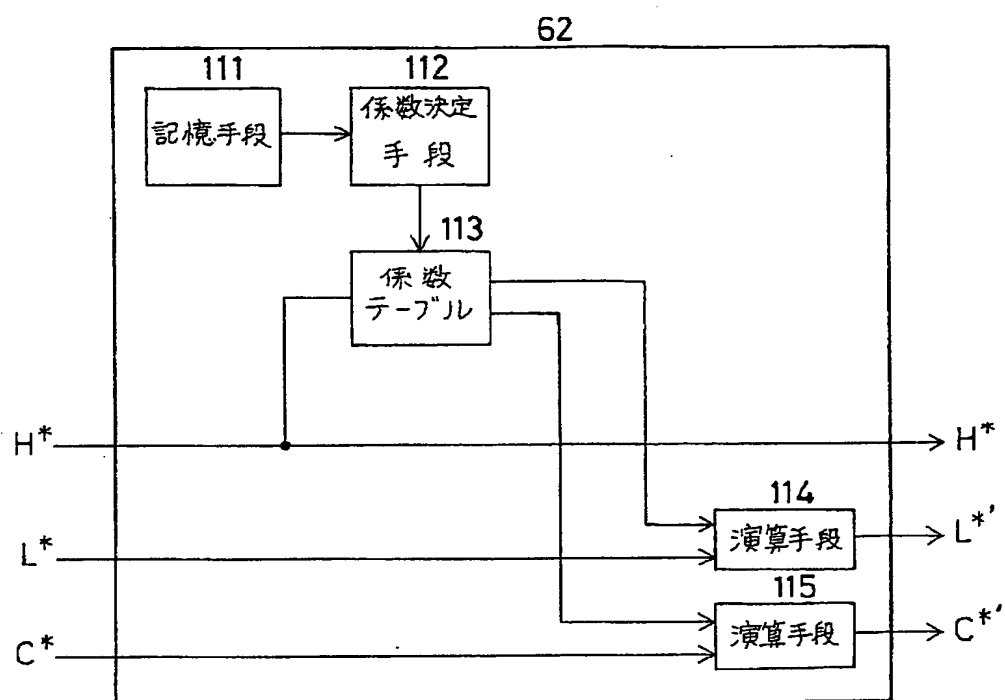 62
111
112
記憶手段
係数決定
手段
113
係数
テーブル
H*
H*
114
L*
演算手段
L*'
115
C*
演算手段
C*'